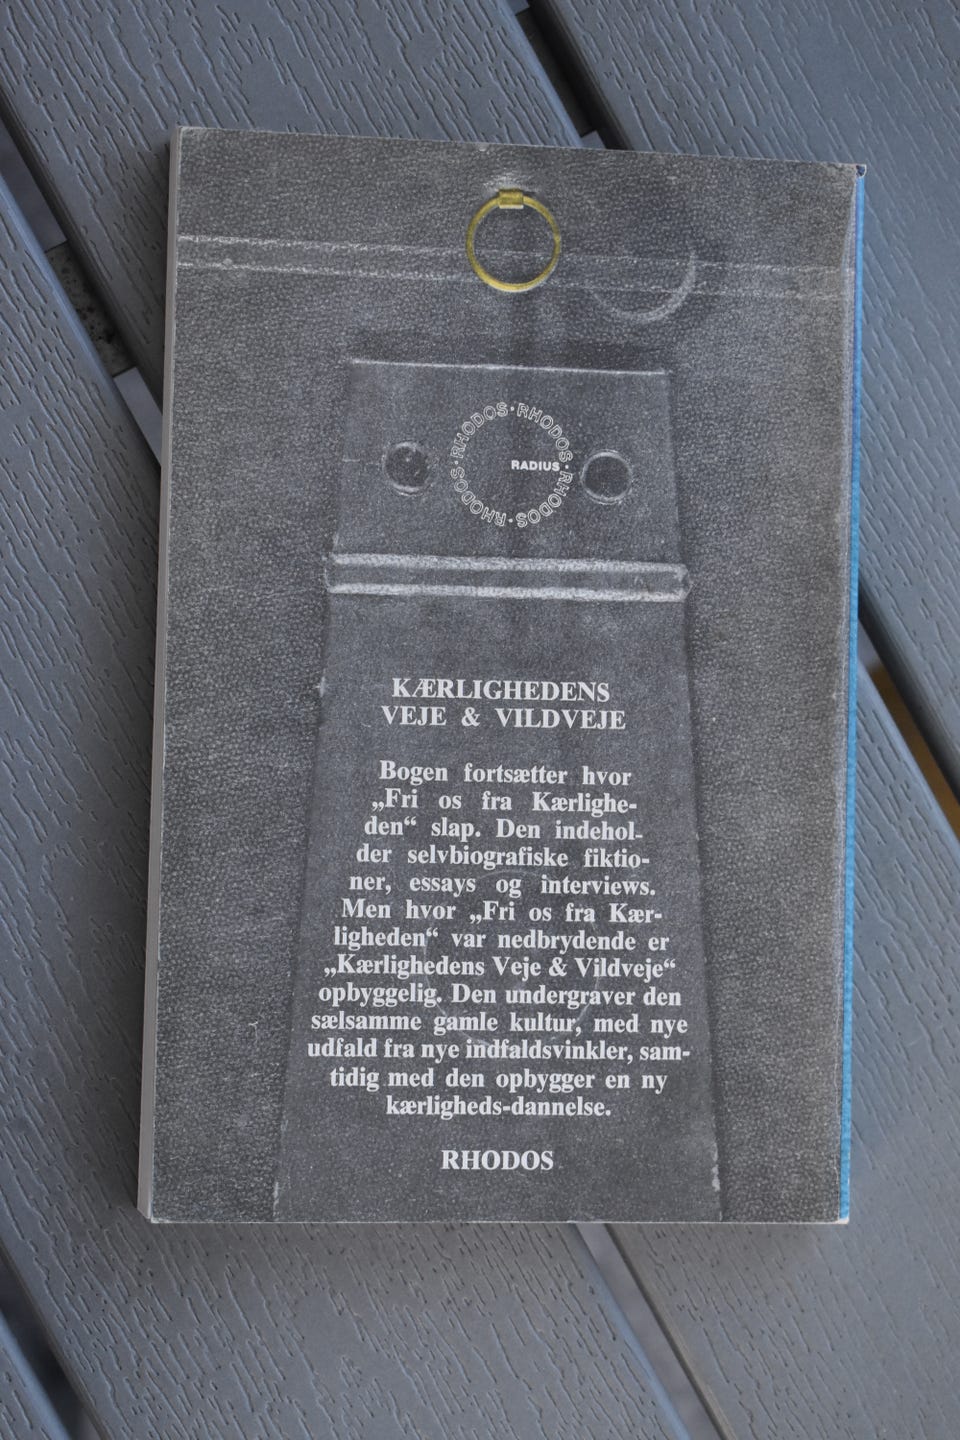 RHODOS · RHODOS · RHODOS · RHODOS · RHODOS ·
RADIUS
KÆRLIGHEDENS
VEJE & VILDVEJE
Bogen fortsætter hvor
„Fri os fra Kærlighe-
den“ slap. Den indehol-
der selvbiografiske fiktio-
ner, essays og interviews.
Men hvor „Fri os fra Kær-
ligheden“ var nedbrydende er
„Kærlighedens Veje & Vildveje“
opbyggelig. Den undergraver den
sælsamme gamle kultur, med nye
udfald fra nye indfaldsvinkler, sam-
tidig med den opbygger en ny
kærligheds-dannelse.
RHODOS